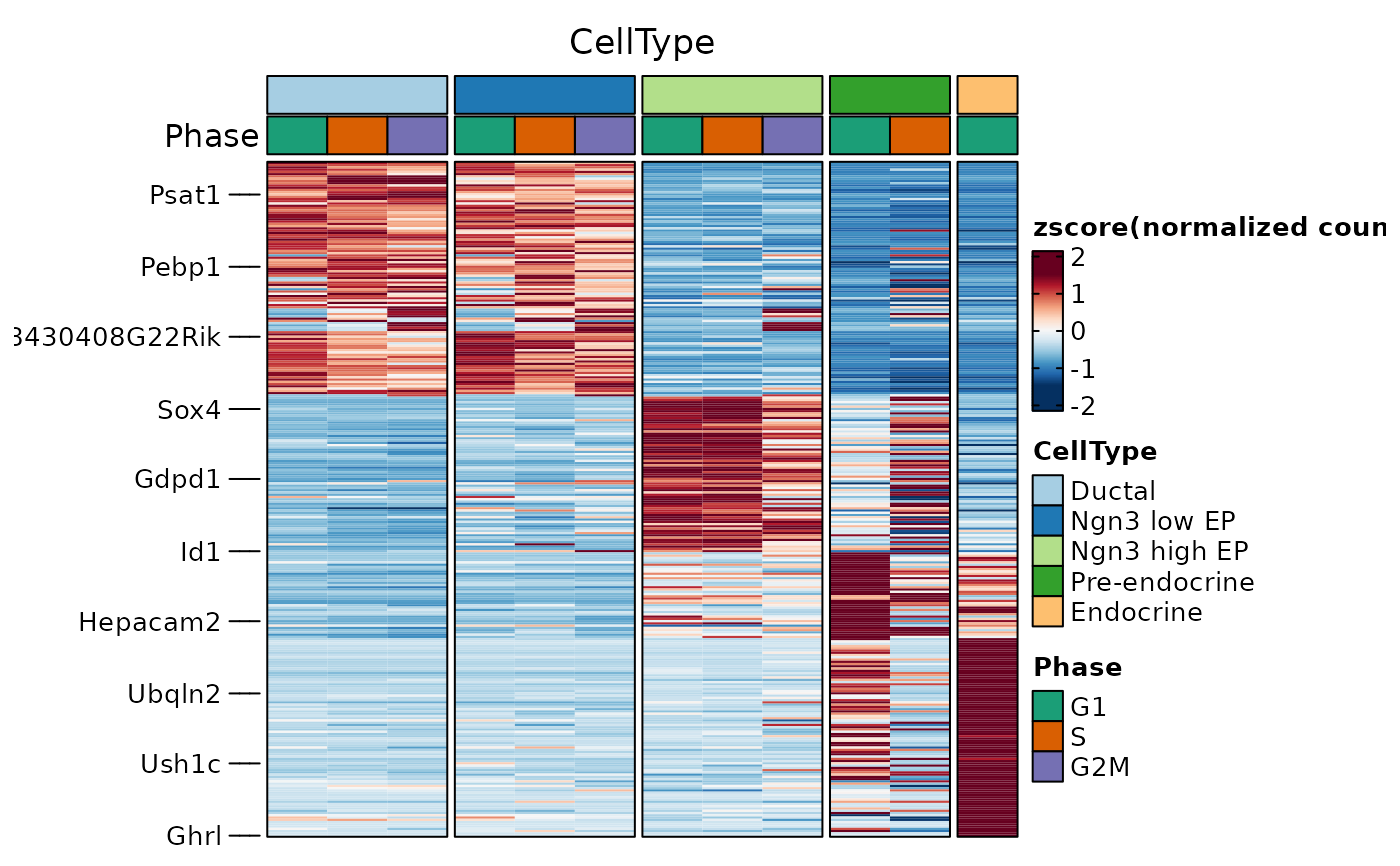 CellType
Phase
Psat1
Pebp1
3430408G22Rik
Sox4
Gdpd1
Id1
Hepacam2
Ubqln2
Ush1c
Ghrl
zscore(normalized coun
2
1
0
-1
-2
CellType
Ductal
Ngn3 low EP
Ngn3 high EP
Pre-endocrine
Endocrine
Phase
G1
S
G2M